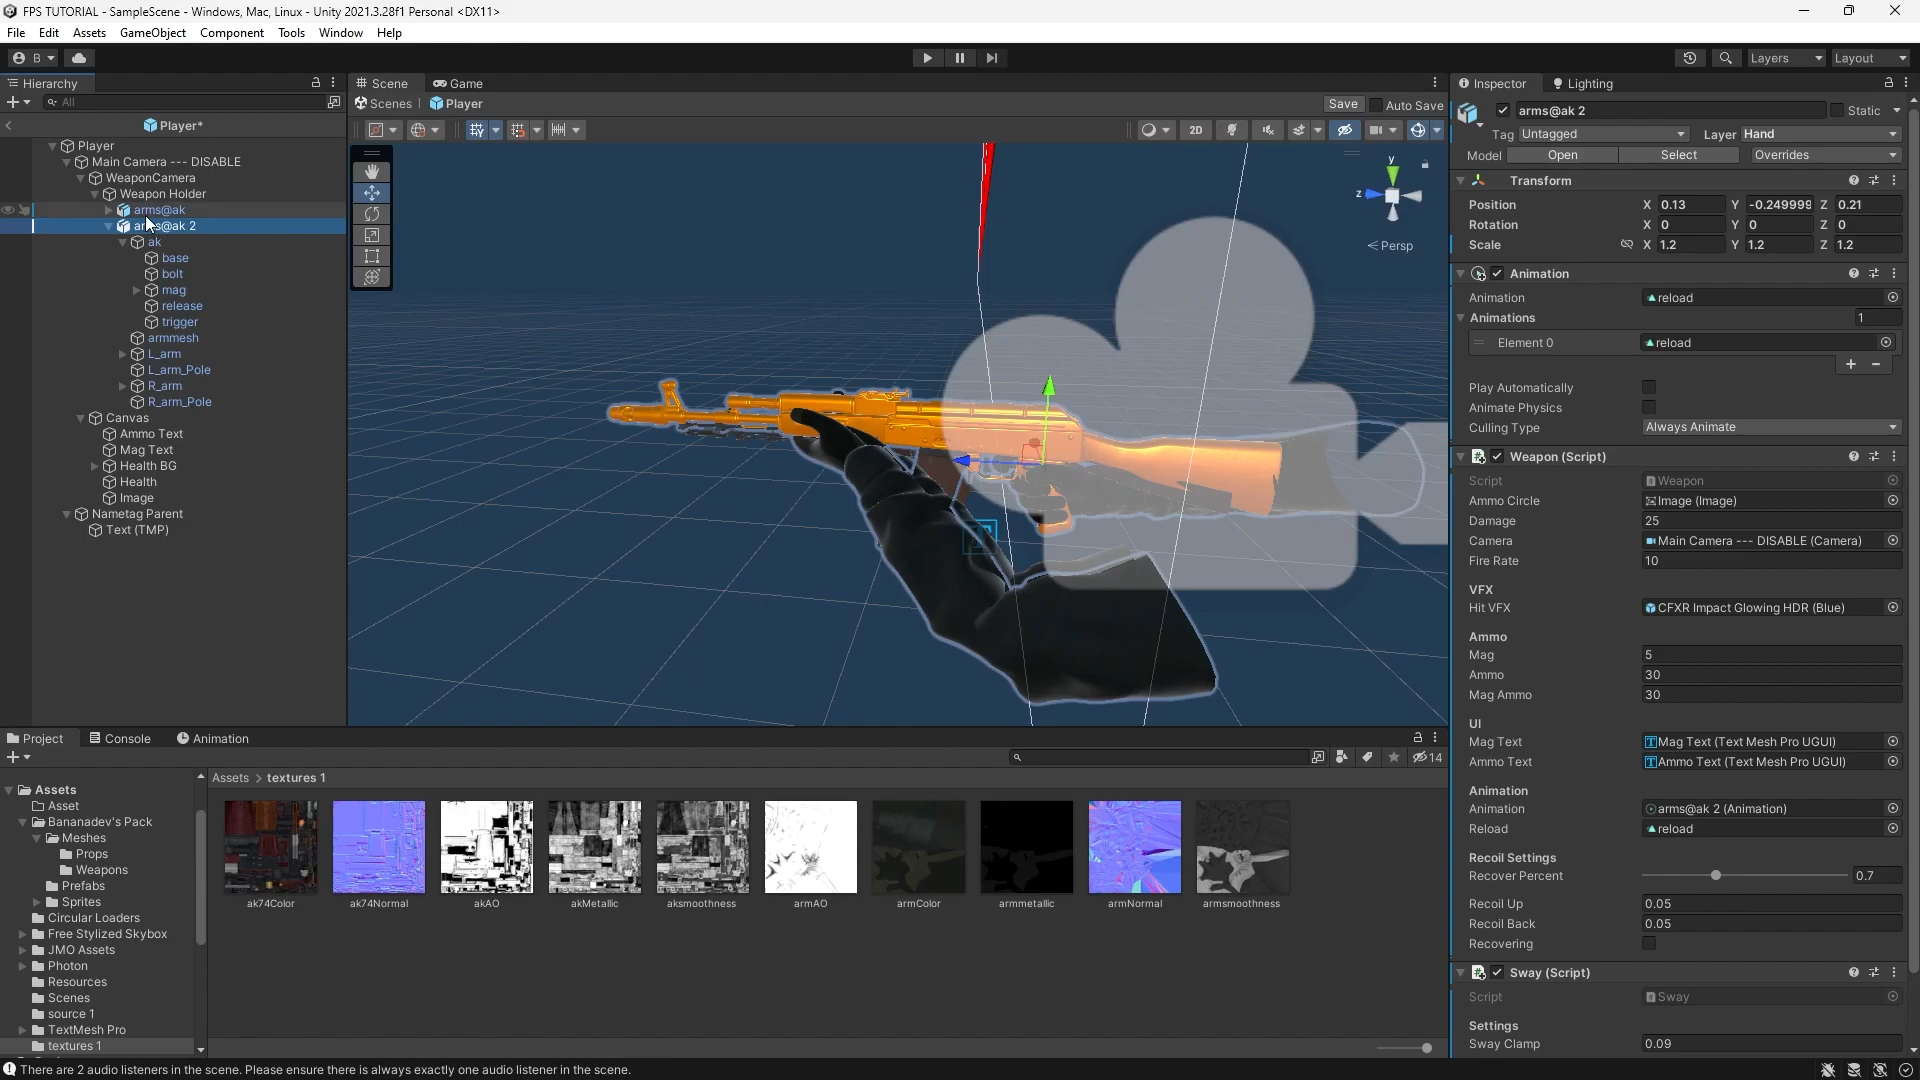 FPS TUTORIAL - SampleScene - Windows, Mac, Linux - Unity 2021.3.28f1 Personal <DX11>
File Edit Assets GameObject Component Tools Window Help
B Layers Layout
Hierarchy
All
Player*
Player
Main Camera --- DISABLE
WeaponCamera
Weapon Holder
arms@ak
arms@ak 2
ak
base
bolt
mag
release
trigger
armmesh
L_arm
L_arm_Pole
R_arm
R_arm_Pole
Canvas
Ammo Text
Mag Text
Health BG
Health
Image
Nametag Parent
Text (TMP)
Scene Game
Scenes Player Save Auto Save
2D
y
z
Persp
Inspector Lighting
arms@ak 2 Static
Tag Untagged Layer Hand
Model Open Select Overrides
Transform
Position X 0.13 Y -0.249999 Z 0.21
Rotation X 0 Y 0 Z 0
Scale X 1.2 Y 1.2 Z 1.2
Animation
Animation reload
Animations 1
Element 0 reload
Play Automatically
Animate Physics
Culling Type Always Animate
Weapon (Script)
Script Weapon
Ammo Circle Image (Image)
Damage 25
Camera Main Camera --- DISABLE (Camera)
Fire Rate 10
VFX
Hit VFX CFXR Impact Glowing HDR (Blue)
Ammo
Mag 5
Ammo 30
Mag Ammo 30
UI
Mag Text Mag Text (Text Mesh Pro UGUI)
Ammo Text Ammo Text (Text Mesh Pro UGUI)
Animation
Animation arms@ak 2 (Animation)
Reload reload
Recoil Settings
Recover Percent 0.7
Recoil Up 0.05
Recoil Back 0.05
Recovering
Sway (Script)
Script Sway
Settings
Sway Clamp 0.09
Project Console Animation
14
Assets
Asset
Bananadev's Pack
Meshes
Props
Weapons
Prefabs
Sprites
Circular Loaders
Free Stylized Skybox
JMO Assets
Photon
Resources
Scenes
source 1
TextMesh Pro
textures 1
Assets > textures 1
ak74Color ak74Normal akAO akMetallic aksmoothness armAO armColor armmetallic armNormal armsmoothness
There are 2 audio listeners in the scene. Please ensure there is always exactly one audio listener in the scene.